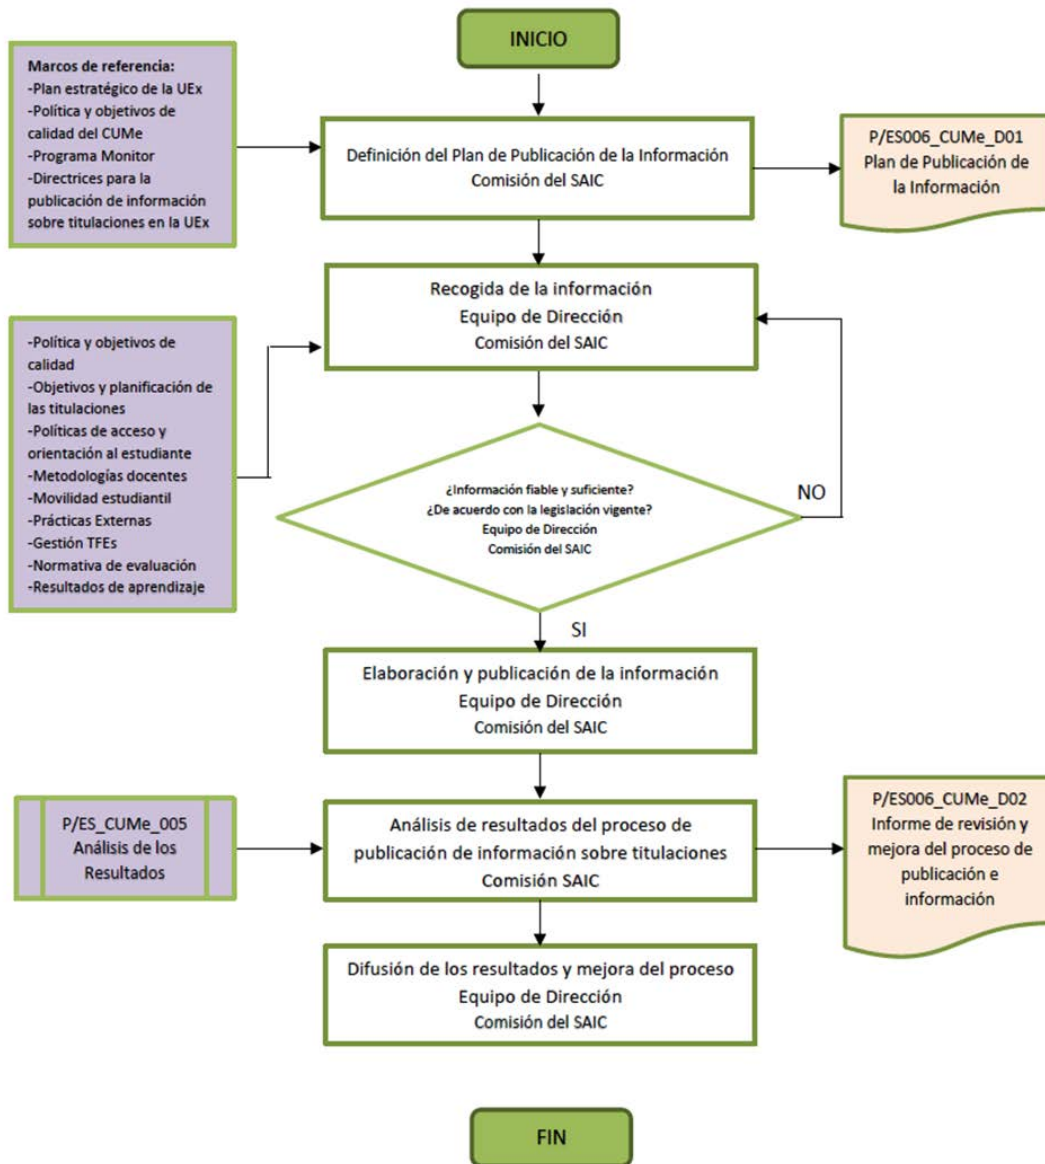 INICIO
Marcos de referencia:
-Plan estratégico de la UEx
-Política y objetivos de
calidad del CUMe
-Programa Monitor
-Directrices para la
publicación de información
sobre titulaciones en la UEx
Definición del Plan de Publicación de la Información
Comisión del SAIC
P/ES006_CUMe_D01
Plan de Publicación de
la Información
Recogida de la información
Equipo de Dirección
Comisión del SAIC
-Política y objetivos de
calidad
-Objetivos y planificación de
las titulaciones
-Políticas de acceso y
orientación al estudiante
-Metodologías docentes
-Movilidad estudiantil
-Prácticas Externas
-Gestión TFEs
-Normativa de evaluación
-Resultados de aprendizaje
¿Información fiable y suficiente?
¿De acuerdo con la legislación vigente?
Equipo de Dirección
Comisión del SAIC
NO
SI
Elaboración y publicación de la información
Equipo de Dirección
Comisión del SAIC
P/ES_CUMe_005
Análisis de los
Resultados
Análisis de resultados del proceso de
publicación de información sobre titulaciones
Comisión SAIC
P/ES006_CUMe_D02
Informe de revisión y
mejora del proceso de
publicación e
información
Difusión de los resultados y mejora del proceso
Equipo de Dirección
Comisión del SAIC
FIN